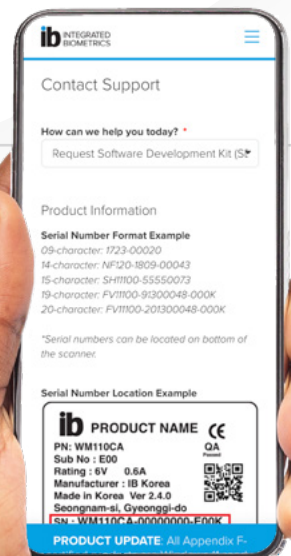 ib INTEGRATED
BIOMETRICS
Contact Support
How can we help you today? *
Request Software Development Kit (S
Product Information
Serial Number Format Example
09-character: 1723-00020
14-character: NF120-1809-00043
15-character: SH11100-55550073
19-character: FV11100-91300048-000K
20-character: FV11100-201300048-000K
*Serial numbers can be located on bottom of
the scanner.
Serial Number Location Example
ib PRODUCT NAME CE
PN: WM110CA QA
Sub No : E00 Passed
Rating : 6V 0.6A
Manufacturer : IB Korea
Made in Korea Ver 2.4.0
Seongnam-si, Gyeonggi-do
SN : WM110CA-00000000-E00K
PRODUCT UPDATE: All Appendix F-